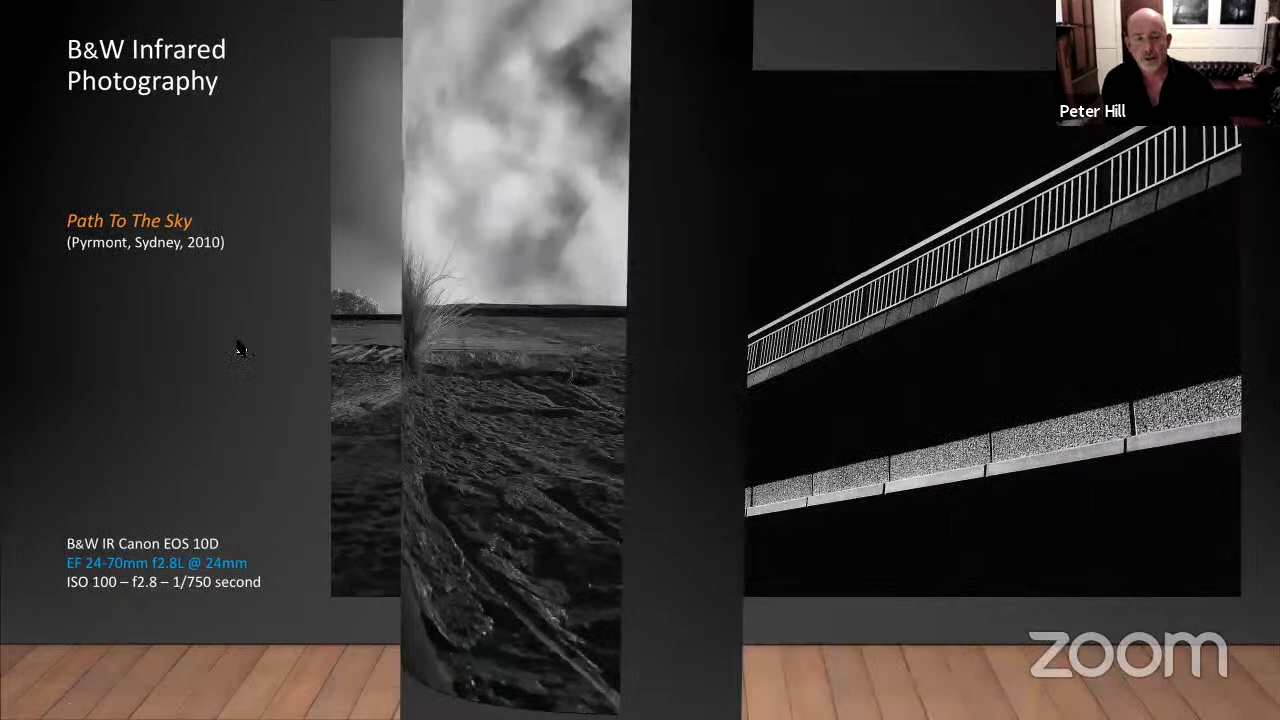 B&W Infrared
Photography
Peter Hill
Path To The Sky
(Pyrmont, Sydney, 2010)
B&W IR Canon EOS 10D
EF 24-70mm f2.8L @ 24mm
ISO 100 – f2.8 – 1/750 second
zoom